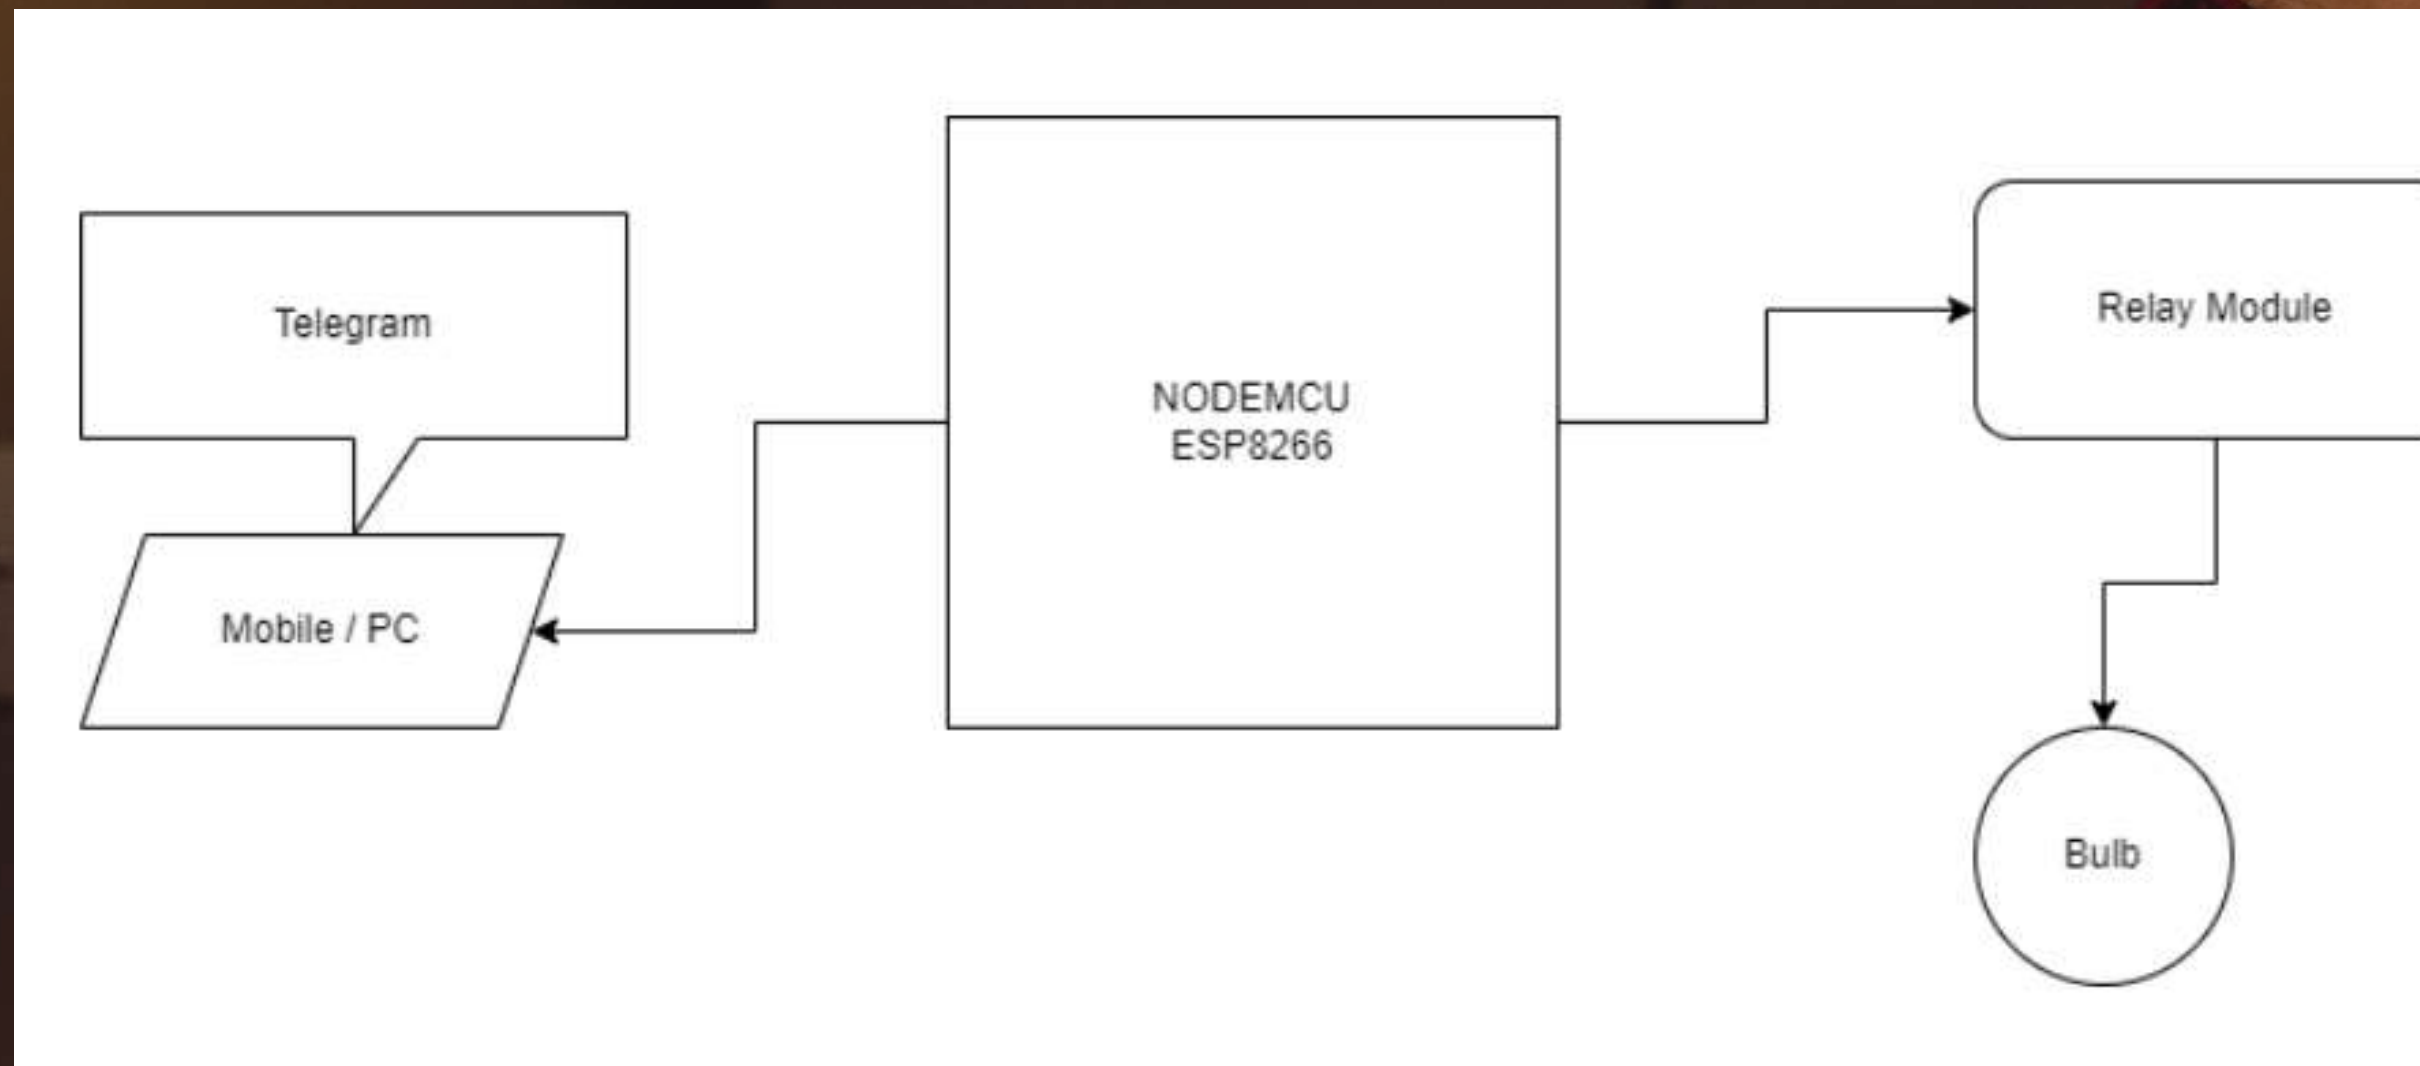 Telegram
Mobile / PC
NODEMCU
ESP8266
Relay Module
Bulb